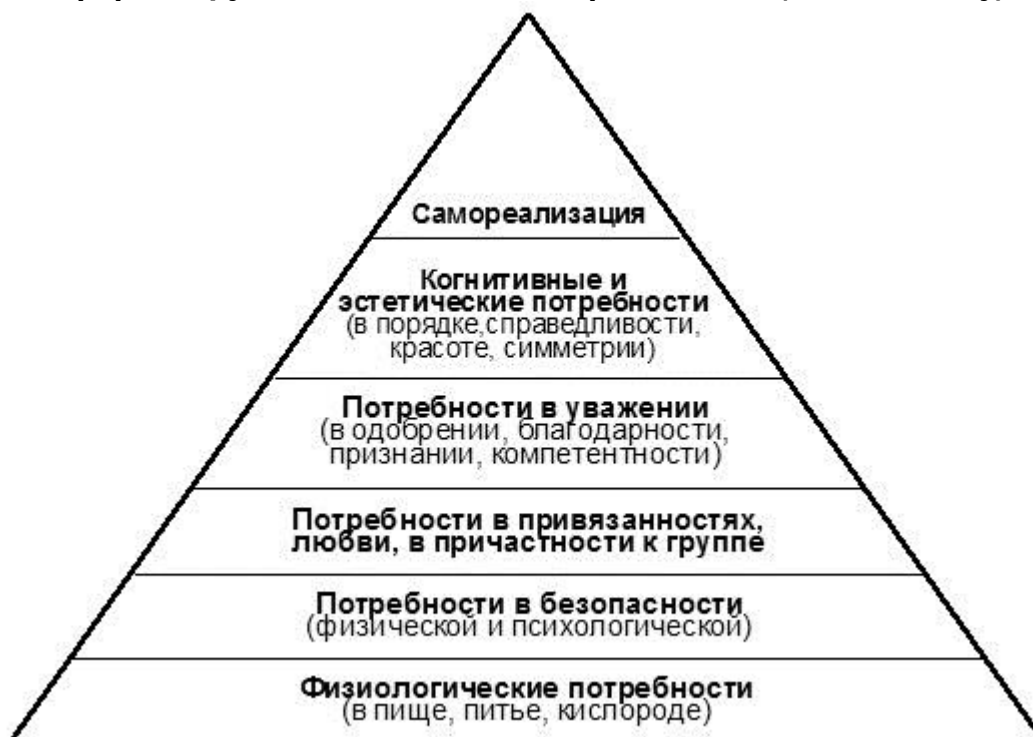 Самореализация
Когнитивные и
эстетические потребности
(в порядке,справедливости,
красоте, симметрии)
Потребности в уважении
(в одобрении, благодарности,
признании, компетентности)
Потребности в привязанностях,
любви, в причастности к группе
Потребности в безопасности
(физической и психологической)
Физиологические потребности
(в пище, питье, кислороде)